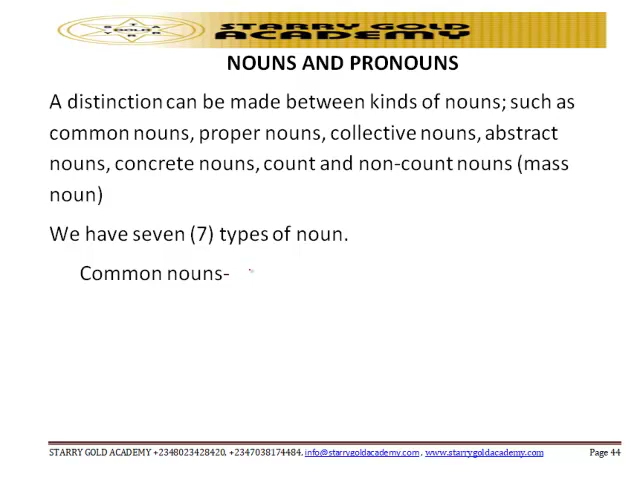 STARRY GOLD
ACADEMY
NOUNS AND PRONOUNS
A distinction can be made between kinds of nouns; such as
common nouns, proper nouns, collective nouns, abstract
nouns, concrete nouns, count and non-count nouns (mass
noun)
We have seven (7) types of noun.
Common nouns-
STARRY GOLD ACADEMY +2348023428420, +2347038174484, info@starrygoldacademy.com, www.starrygoldacademy.com Page 44